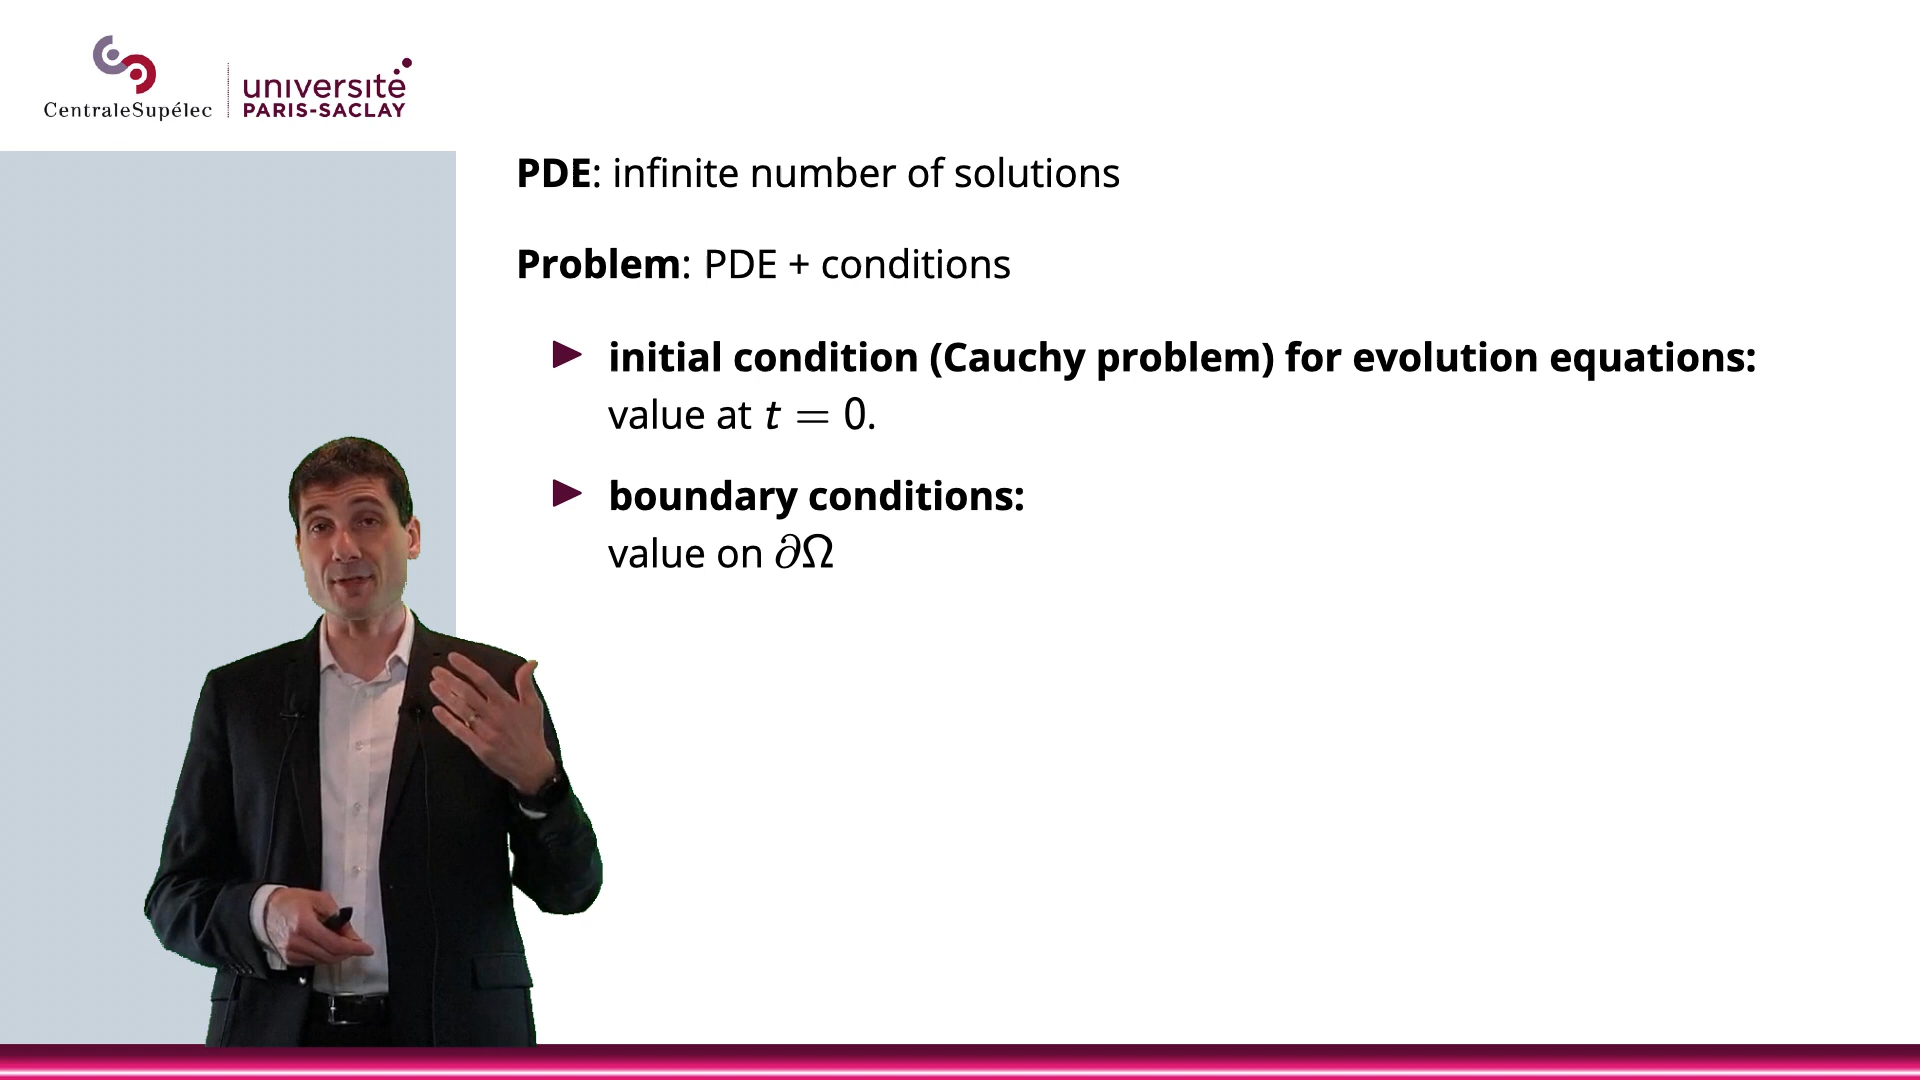 CentraleSupélec
université
PARIS-SACLAY
PDE: infinite number of solutions
Problem: PDE + conditions
initial condition (Cauchy problem) for evolution equations:
value at t = 0.
boundary conditions:
value on ∂Ω